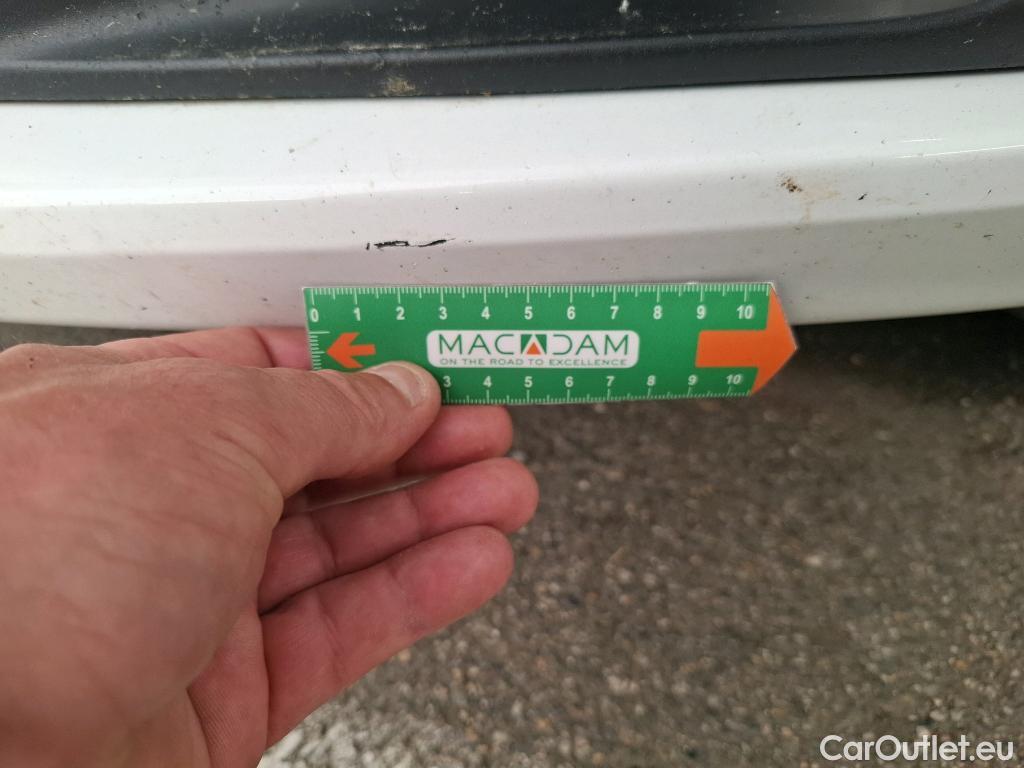 0 1 2 3 4 5 6 7 8 9 10
MACADAM
ON THE ROAD TO EXCELLENCE
3 4 5 6 7 8 9 10
CarOutlet.eu